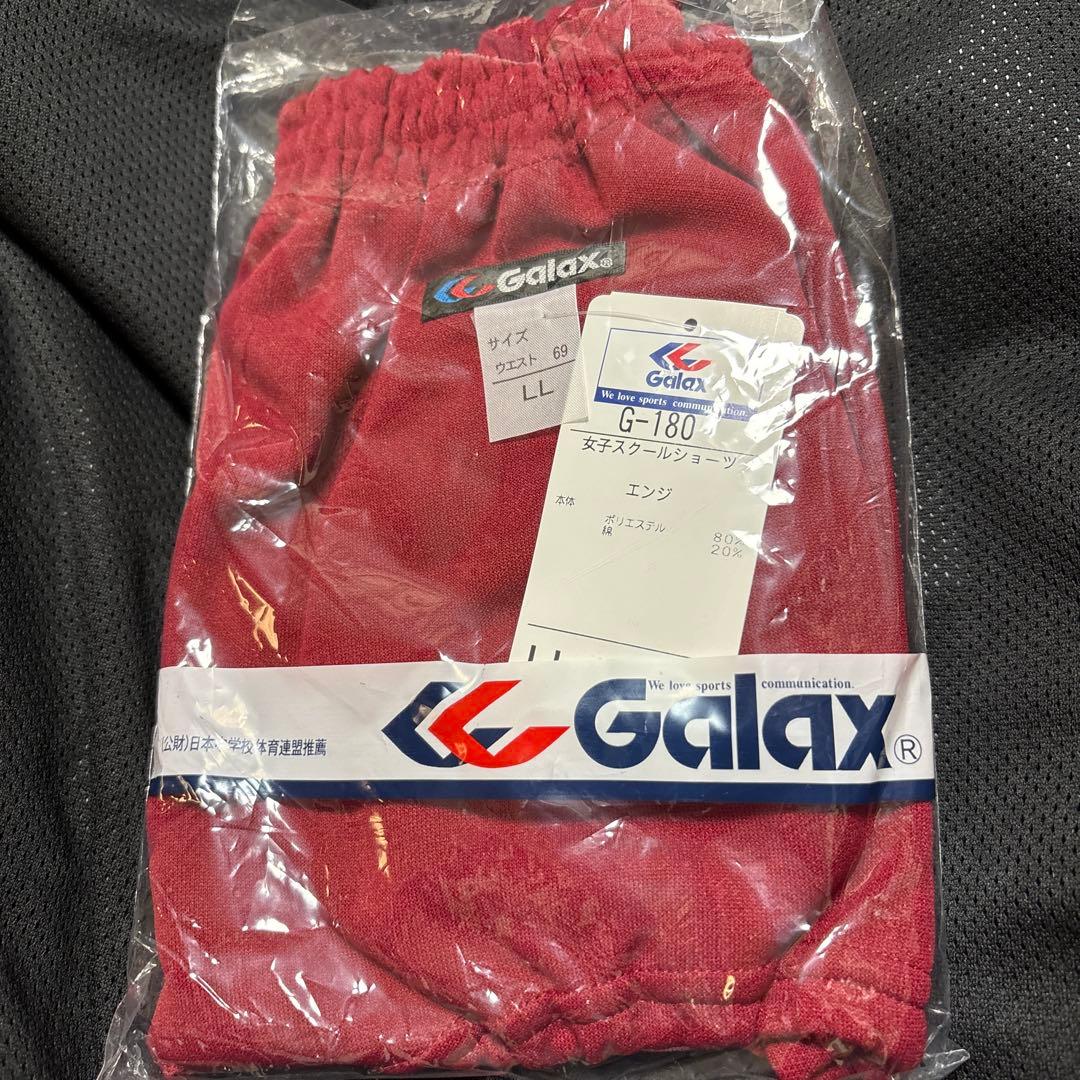 Galax®
サイズ
ウエスト 69
LL
Galax
We love sports communication.
G-180
女子スクールショーツ
エンジ
本体
ポリエステル 80%
綿 20%
We love sports communication.
Galax®
(公財)日本中学校体育連盟推薦